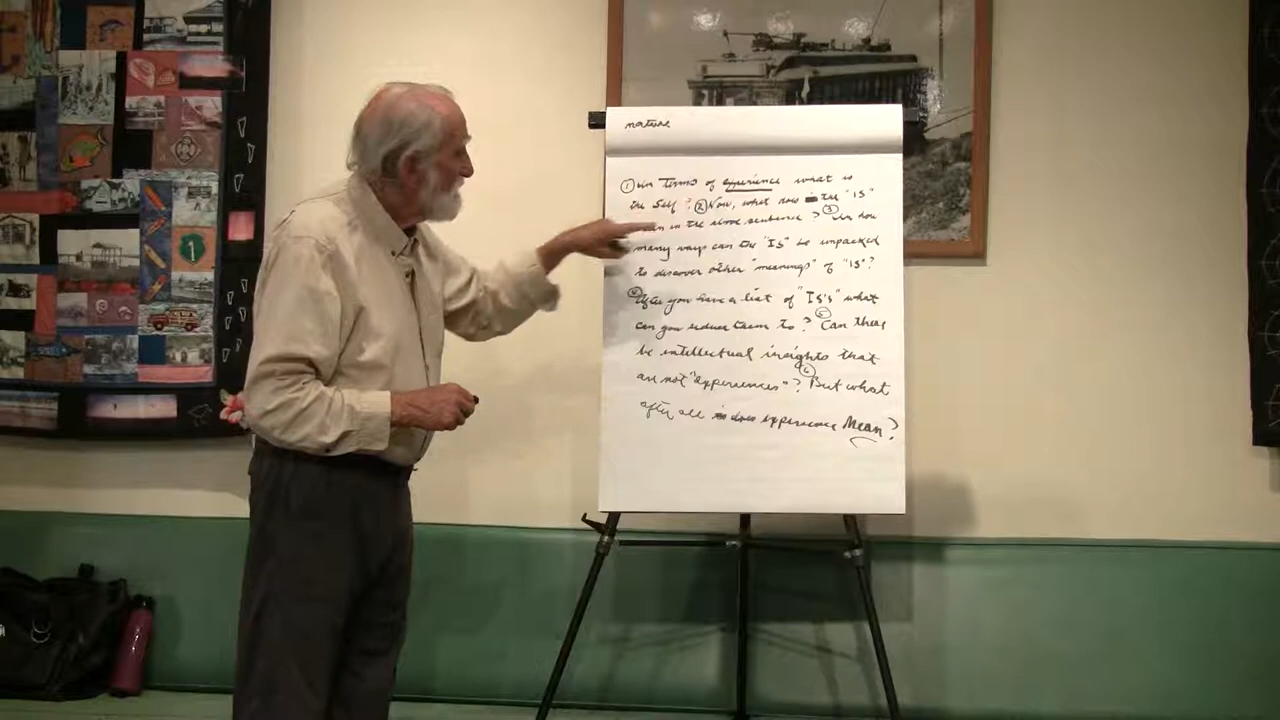 nature
① In Terms of experience what is
the Self? ② Now, what does the "IS"
in the above sentence? ③ In how
many ways can the "Is" be unpacked
to discover other "meanings" of "IS"?
④ After you have a list of "Is's" what
can you reduce them to? ⑤ Can there
be intellectual insights that
are not "experiences"? ⑥ But what
after all does experience Mean?
1